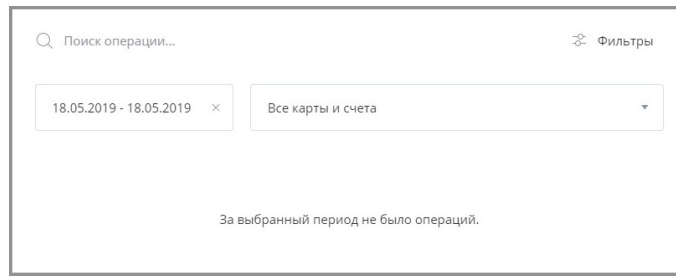 Поиск операции...
Фильтры
18.05.2019 - 18.05.2019 ×
Все карты и счета
За выбранный период не было операций.